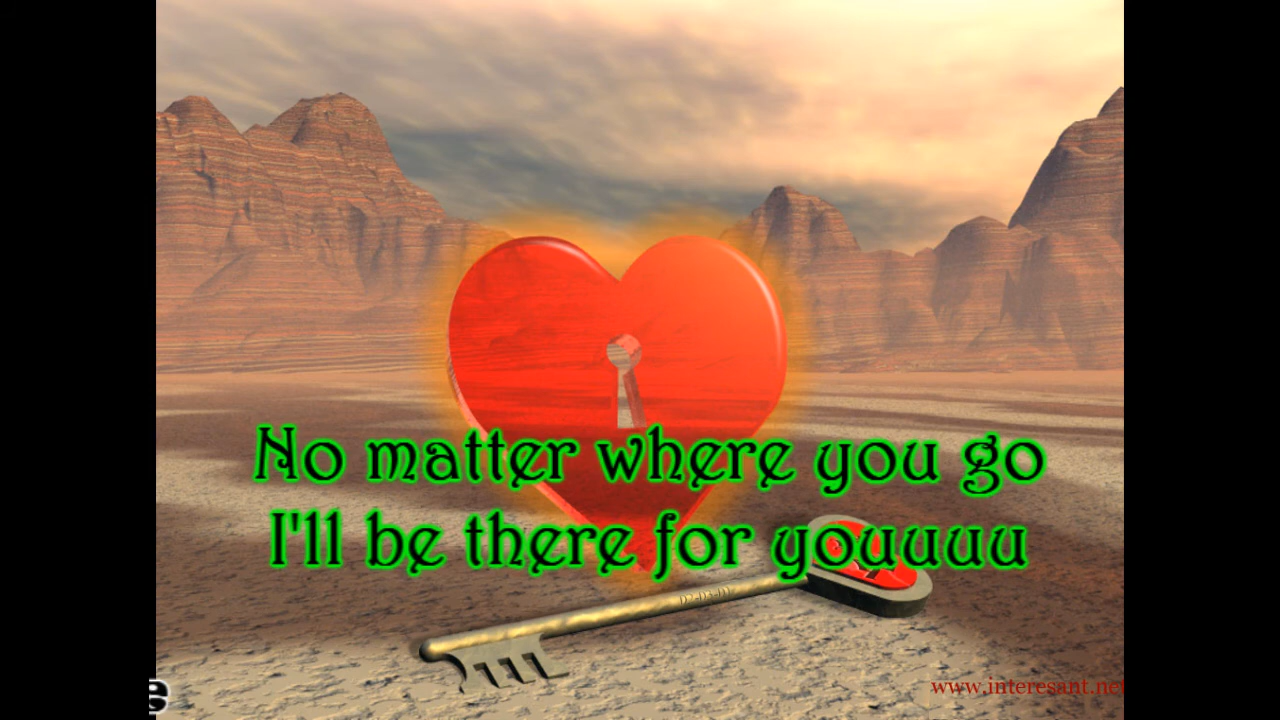 No matter where you go
I'll be there for youuuu
www.interesant.net
e